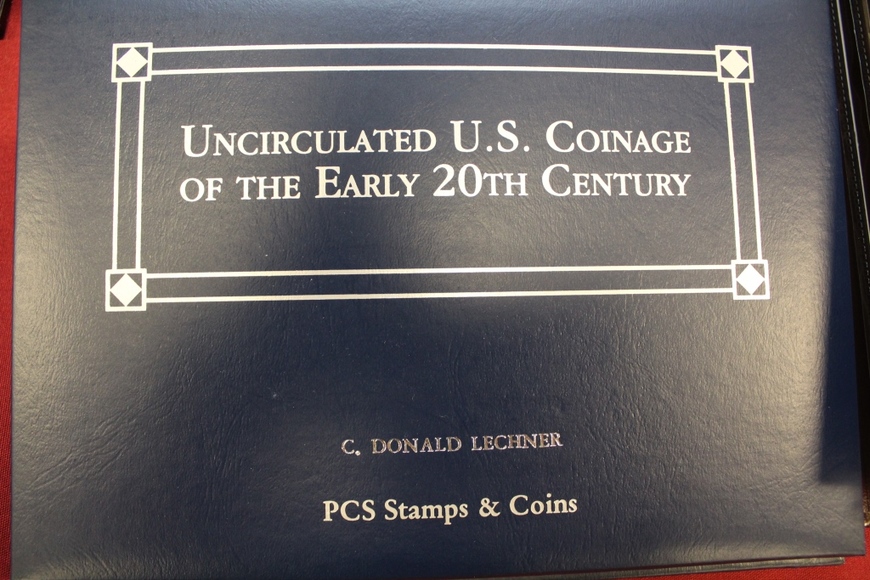 UNCIRCULATED U.S. COINAGE
OF THE EARLY 20TH CENTURY
C. DONALD LECHNER
PCS Stamps & Coins